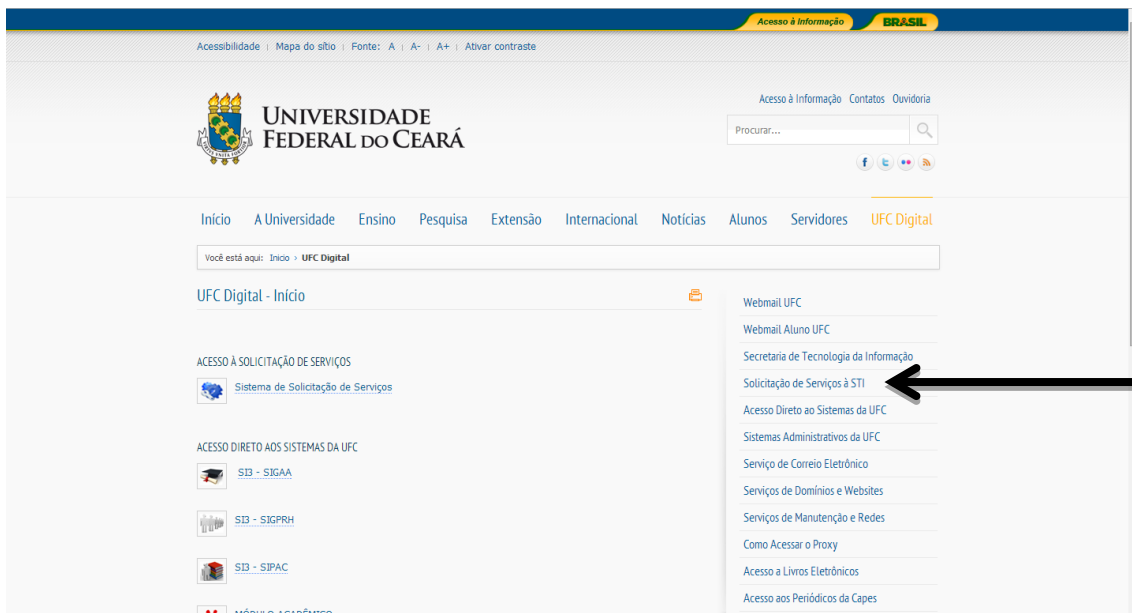 Acesso à Informação BRASIL
Acessibilidade | Mapa do sítio | Fonte: A | A- | A+ | Ativar contraste
Acesso à Informação Contatos Ouvidoria
UNIVERSIDADE
FEDERAL DO CEARÁ
Procurar...
Início A Universidade Ensino Pesquisa Extensão Internacional Notícias Alunos Servidores UFC Digital
Você está aqui: Início › UFC Digital
UFC Digital - Início
ACESSO À SOLICITAÇÃO DE SERVIÇOS
Sistema de Solicitação de Serviços
ACESSO DIRETO AOS SISTEMAS DA UFC
SI3 - SIGAA
SI3 - SIGPRH
SI3 - SIPAC
MÓDULO ACADÊMICO
Webmail UFC
Webmail Aluno UFC
Secretaria de Tecnologia da Informação
Solicitação de Serviços à STI
Acesso Direto ao Sistemas da UFC
Sistemas Administrativos da UFC
Serviço de Correio Eletrônico
Serviços de Domínios e Websites
Serviços de Manutenção e Redes
Como Acessar o Proxy
Acesso a Livros Eletrônicos
Acesso aos Periódicos da Capes